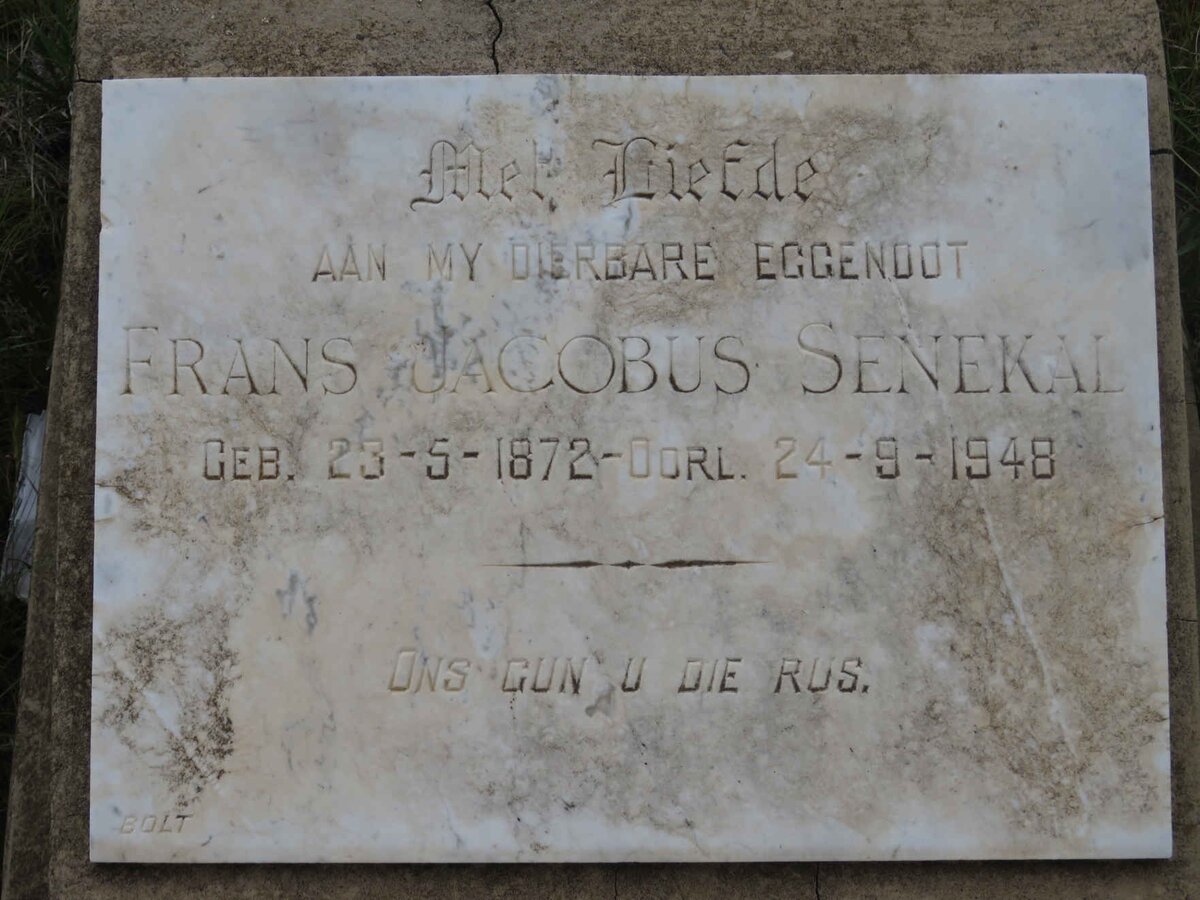 Met Liefde
AAN MY DIERBARE EGGENOOT
FRANS JACOBUS SENEKAL
GEB. 23-5-1872-OORL. 24-9-1948
ONS GUN U DIE RUS.
BOLT